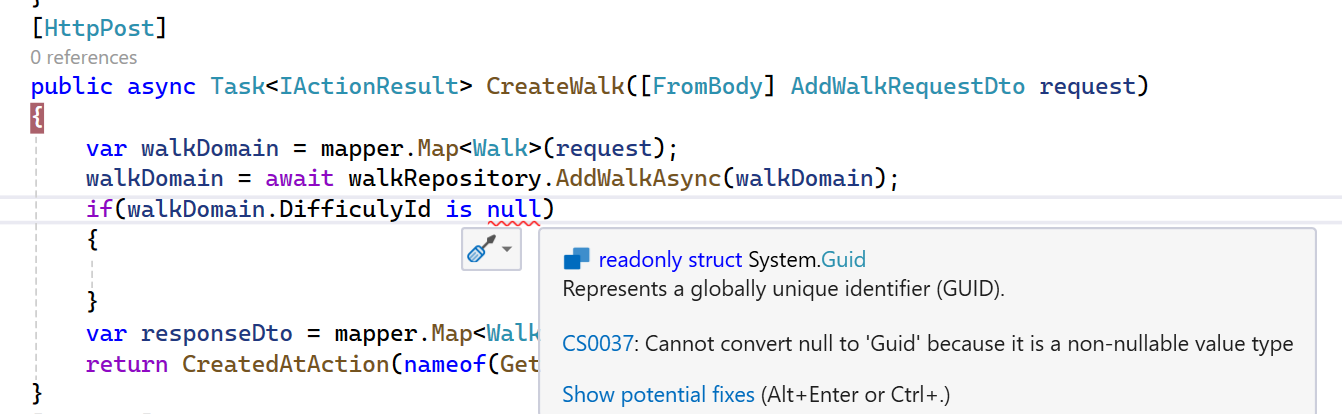 [HttpPost]
0 references
public async Task<IActionResult> CreateWalk([FromBody] AddWalkRequestDto request)
{
var walkDomain = mapper.Map<Walk>(request);
walkDomain = await walkRepository.AddWalkAsync(walkDomain);
if(walkDomain.DifficulyId is null)
{
}
var responseDto = mapper.Map<Walk
return CreatedAtAction(nameof(Get
}
readonly struct System.Guid
Represents a globally unique identifier (GUID).
CS0037: Cannot convert null to 'Guid' because it is a non-nullable value type
Show potential fixes (Alt+Enter or Ctrl+.)